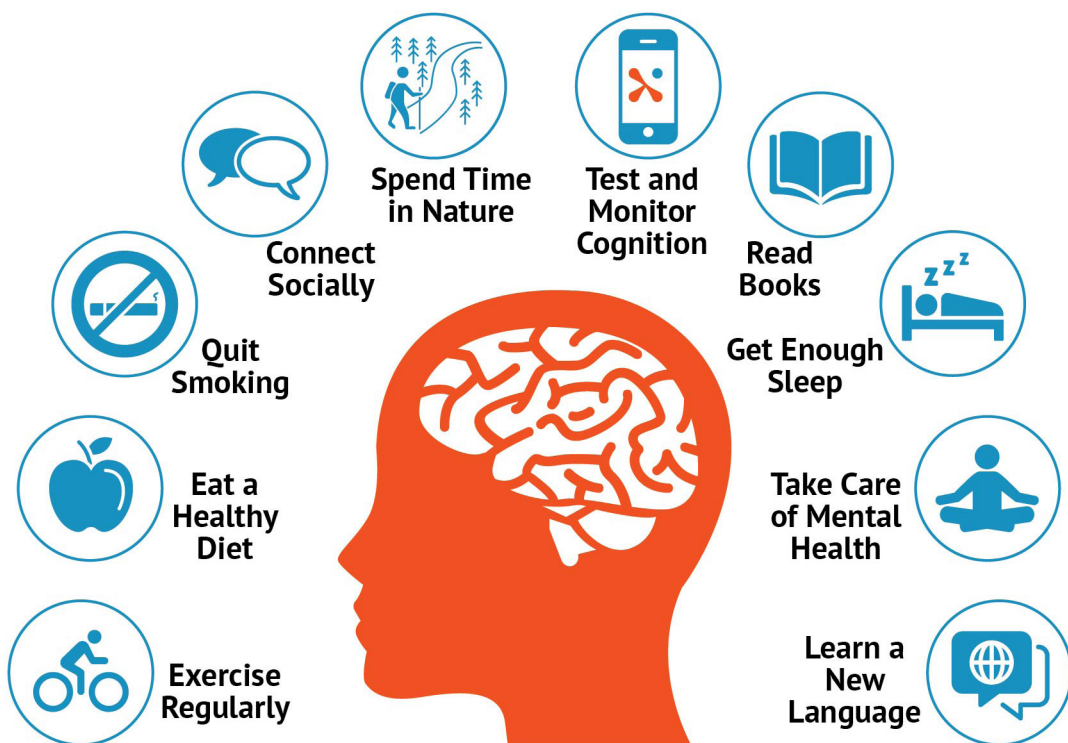 Spend Time
in Nature
Test and
Monitor
Cognition
Connect
Socially
Read
Books
Quit
Smoking
Get Enough
Sleep
Eat a
Healthy
Diet
Take Care
of Mental
Health
Exercise
Regularly
Learn a
New
Language
z z z